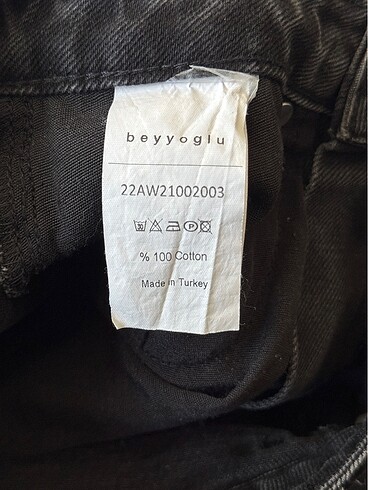 beyyoglu
22AW21002003
% 100 Cotton
Made in Turkey